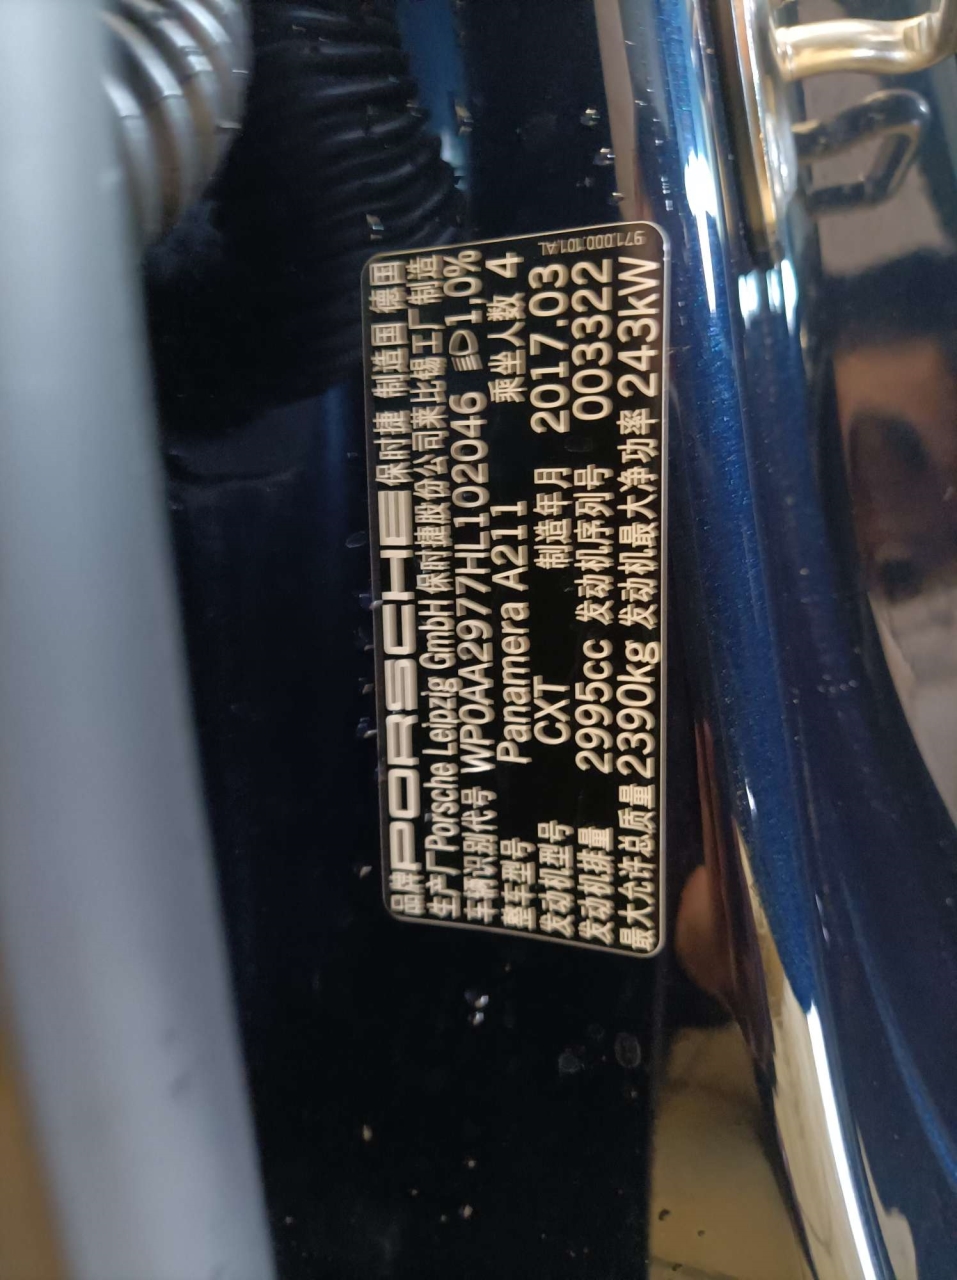 品牌 PORSCHE 保时捷 制造国 德国
生产厂 Porsche Leipzig GmbH 保时捷股份公司莱比锡工厂制造
车辆识别代号 WP0AA2977HL102046 1,0%
整车型号 Panamera A211 乘坐人数 4
发动机型号 CXT 制造年月 2017.03
发动机排量 2995cc 发动机序列号 003322
最大允许总质量 2390kg 发动机最大净功率 243kW
971.000.101.AL